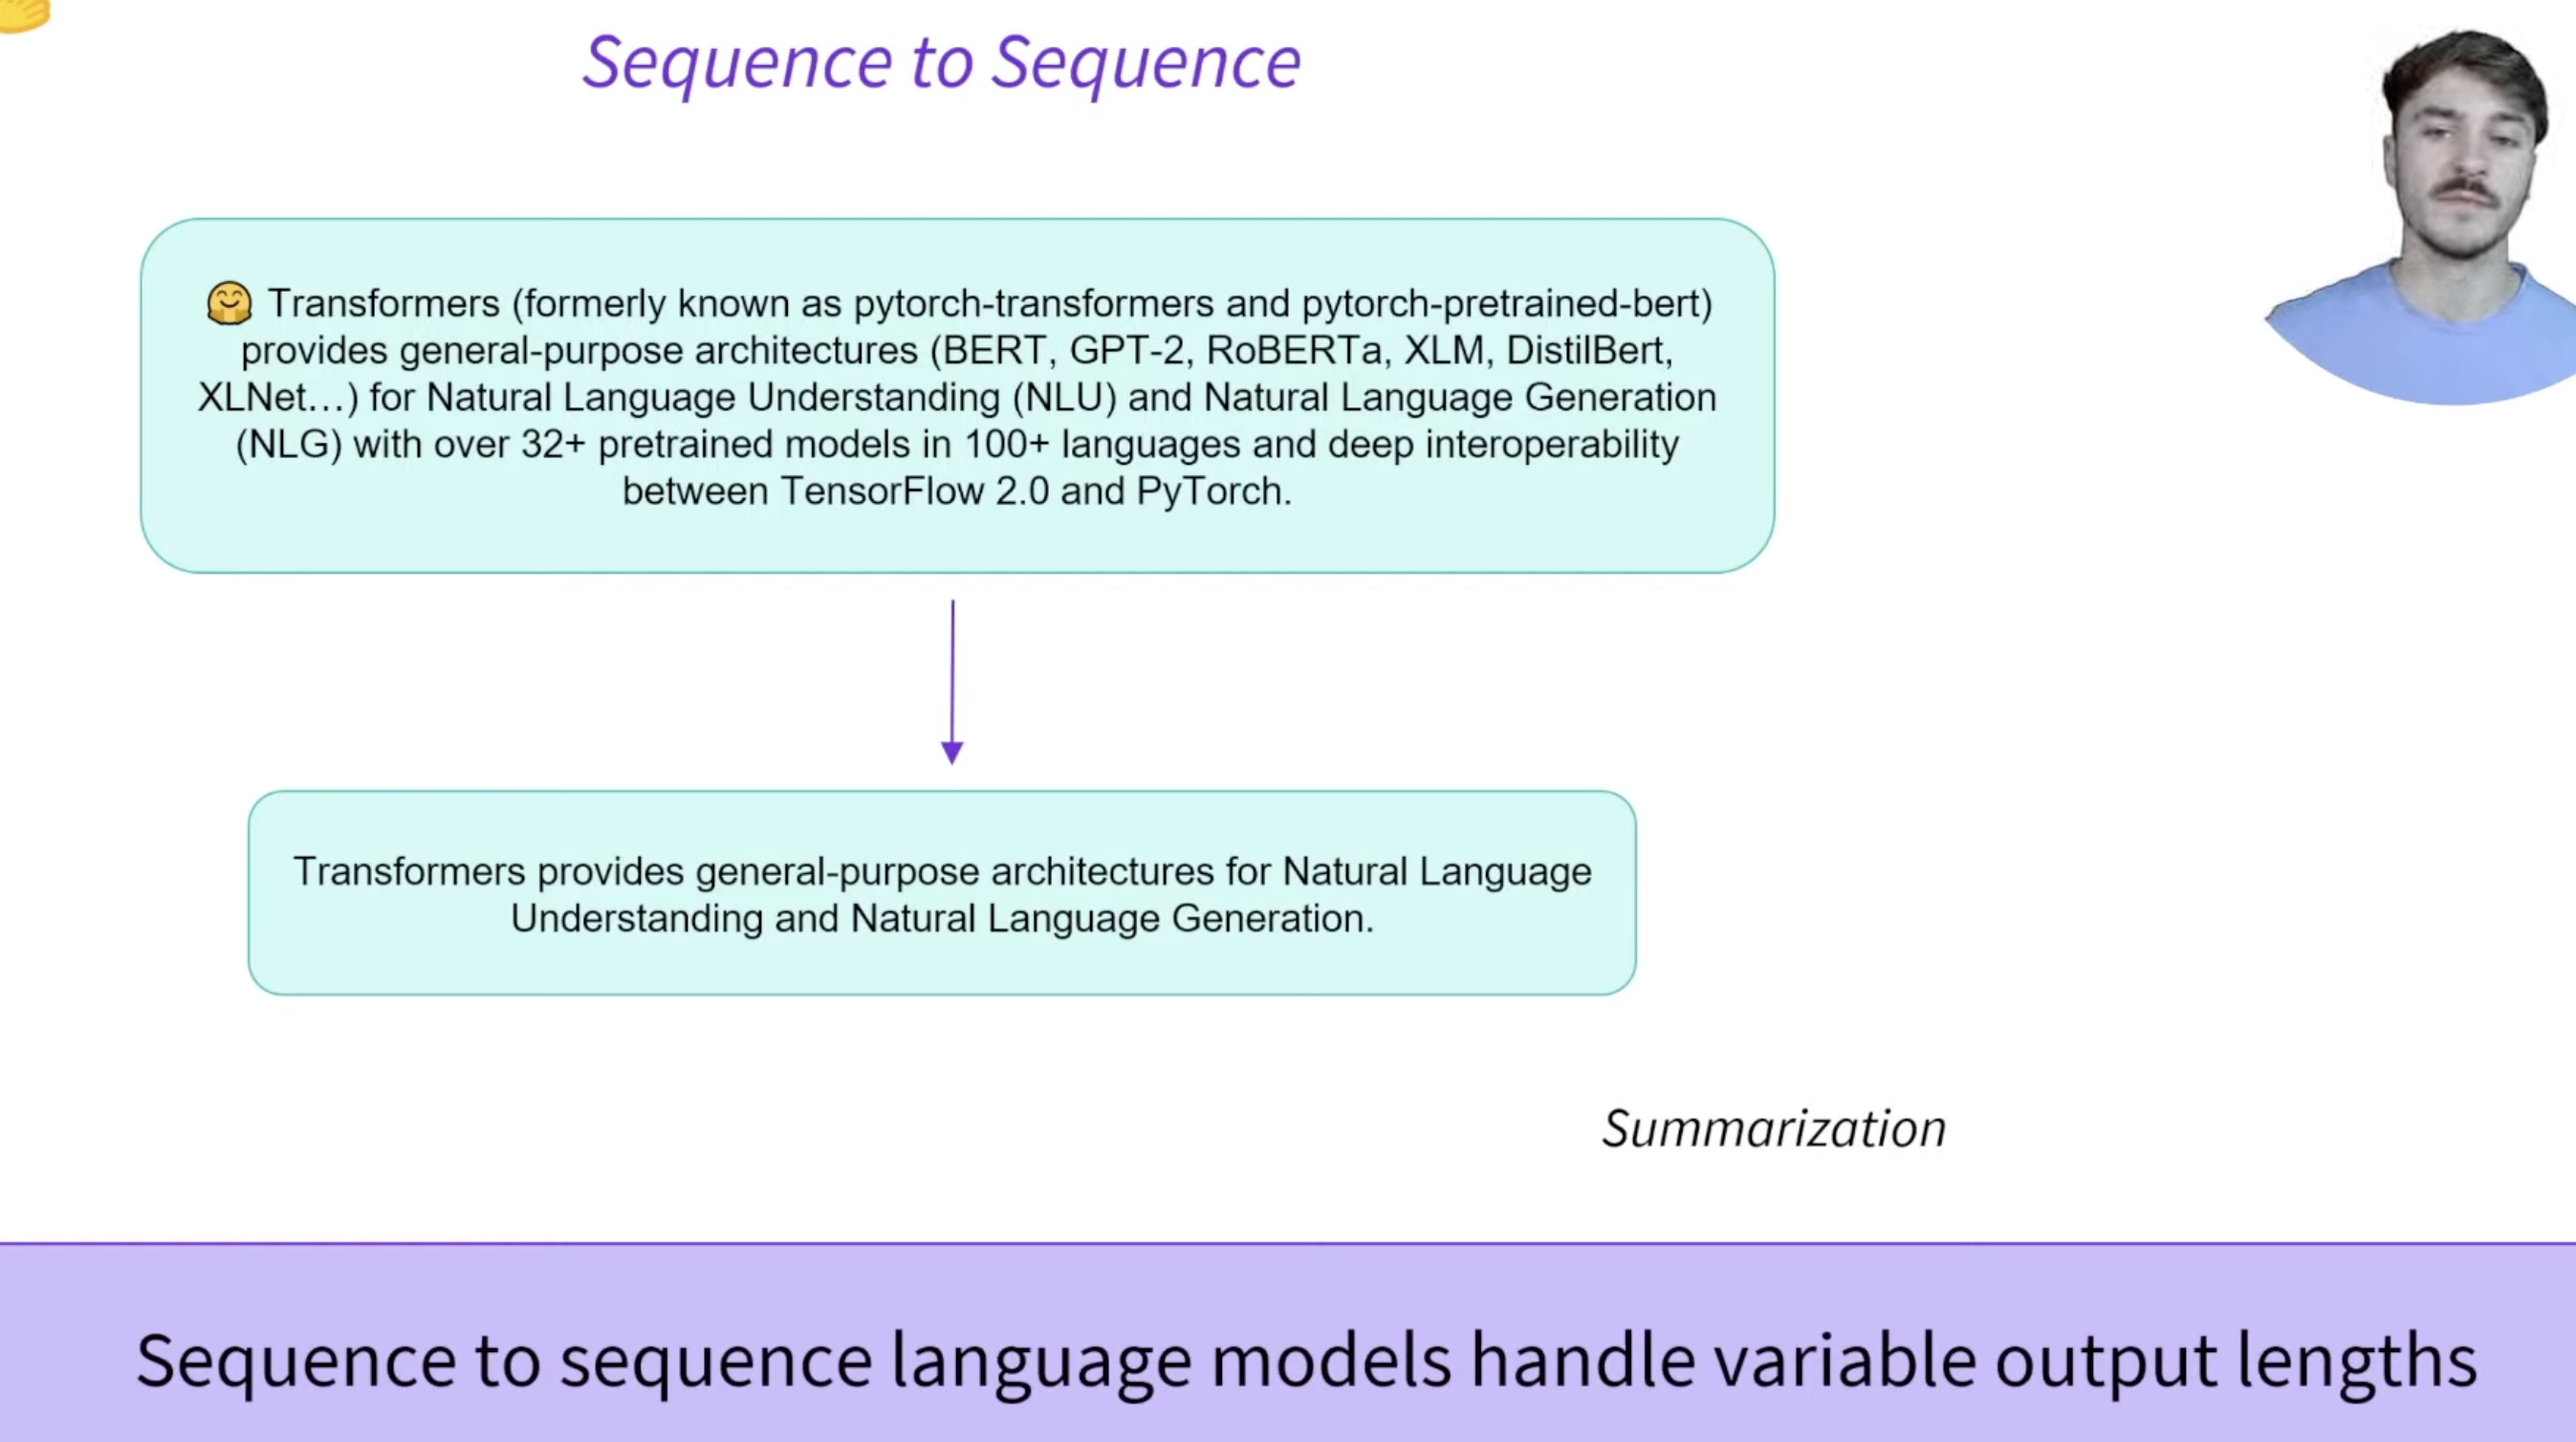 Sequence to Sequence
🤗 Transformers (formerly known as pytorch-transformers and pytorch-pretrained-bert)
provides general-purpose architectures (BERT, GPT-2, RoBERTa, XLM, DistilBert,
XLNet…) for Natural Language Understanding (NLU) and Natural Language Generation
(NLG) with over 32+ pretrained models in 100+ languages and deep interoperability
between TensorFlow 2.0 and PyTorch.
Transformers provides general-purpose architectures for Natural Language
Understanding and Natural Language Generation.
Summarization
Sequence to sequence language models handle variable output lengths